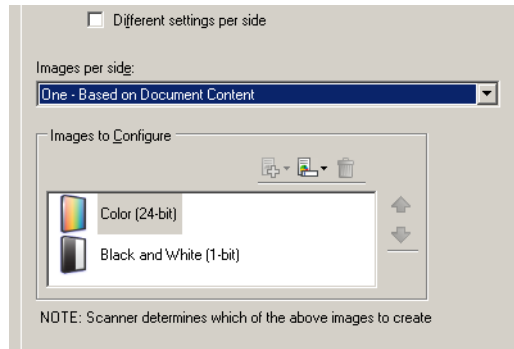 Different settings per side
Images per side:
One - Based on Document Content
Images to Configure
Color (24-bit)
Black and White (1-bit)
NOTE: Scanner determines which of the above images to create